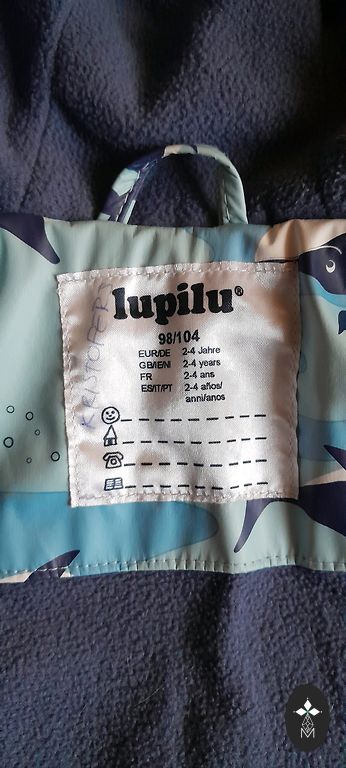 lupilu®
98/104
EUR/DE 2-4 Jahre
GB/IE/NI 2-4 years
FR 2-4 ans
ES/IT/PT 2-4 años/
anni/anos
KRISTOFERS
M